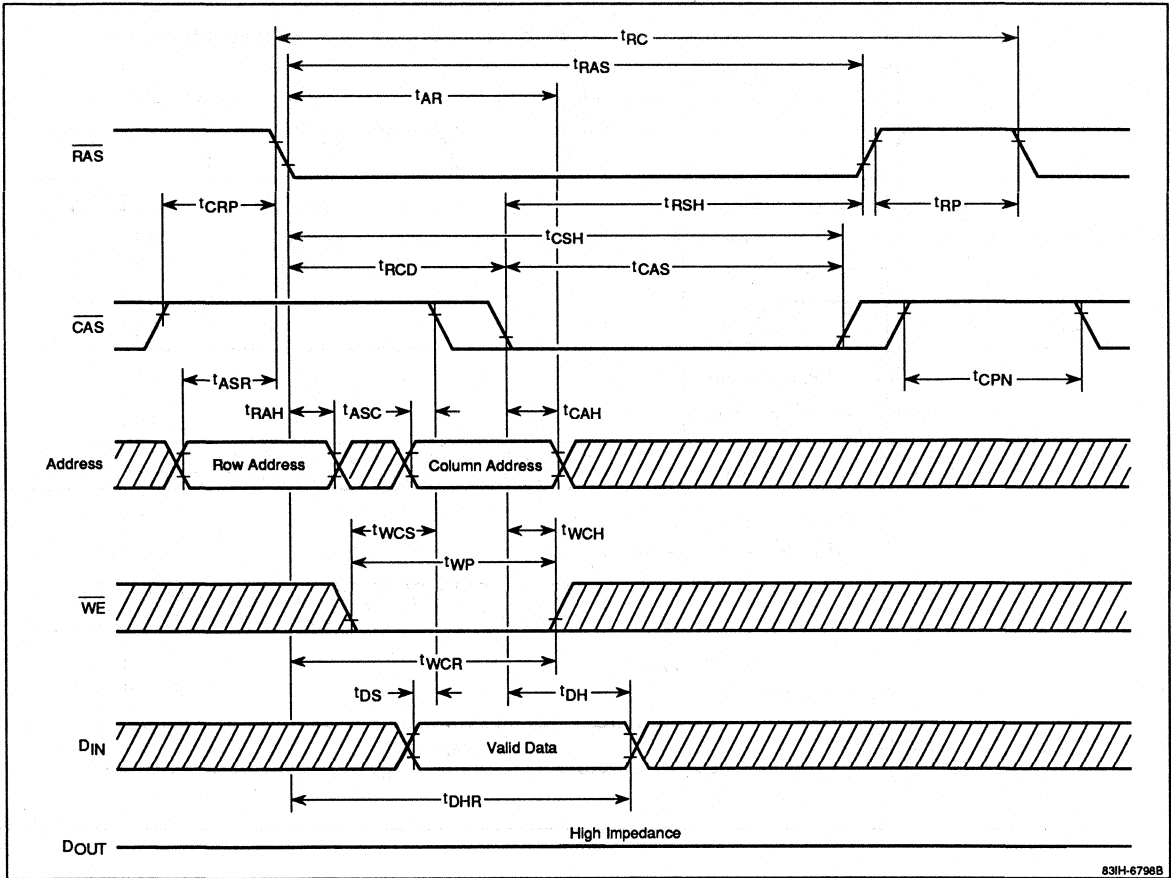 tRC
tRAS
tAR
RAS
tCRP
tRSH
tRP
tCSH
tRCD
tCAS
CAS
tASR
tCPN
tRAH
tASC
tCAH
Address
Row Address
Column Address
tWCS
tWCH
tWP
WE
tWCR
tDS
tDH
DIN
Valid Data
tDHR
High Impedance
DOUT
83IH-6798B